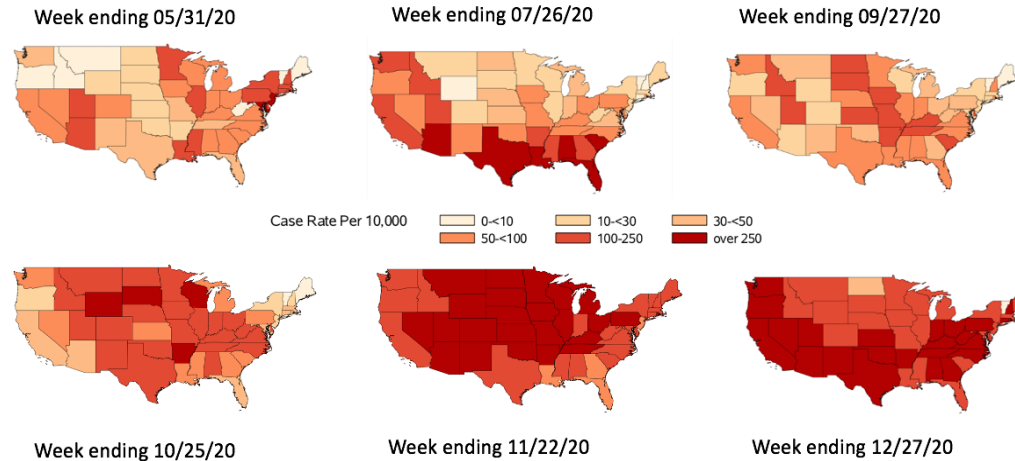 Week ending 05/31/20
Week ending 07/26/20
Week ending 09/27/20
Case Rate Per 10,000
0-<10
10-<30
30-<50
50-<100
100-250
over 250
Week ending 10/25/20
Week ending 11/22/20
Week ending 12/27/20